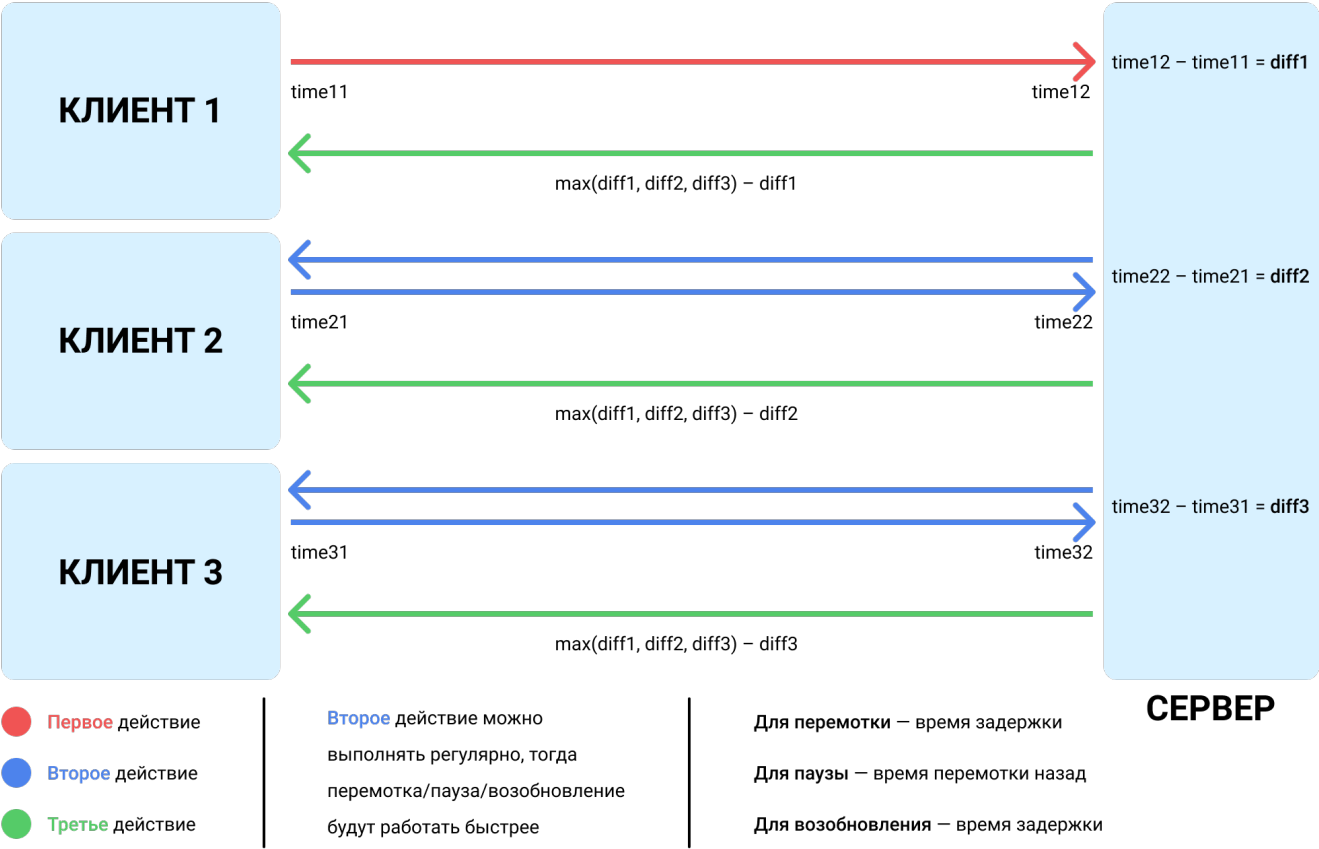 КЛИЕНТ 1
time11
time12
time12 – time11 = diff1
max(diff1, diff2, diff3) – diff1
КЛИЕНТ 2
time21
time22
time22 – time21 = diff2
max(diff1, diff2, diff3) – diff2
КЛИЕНТ 3
time31
time32
time32 – time31 = diff3
max(diff1, diff2, diff3) – diff3
СЕРВЕР
Первое действие
Второе действие
Третье действие
Второе действие можно
выполнять регулярно, тогда
перемотка/пауза/возобновление
будут работать быстрее
Для перемотки — время задержки
Для паузы — время перемотки назад
Для возобновления — время задержки